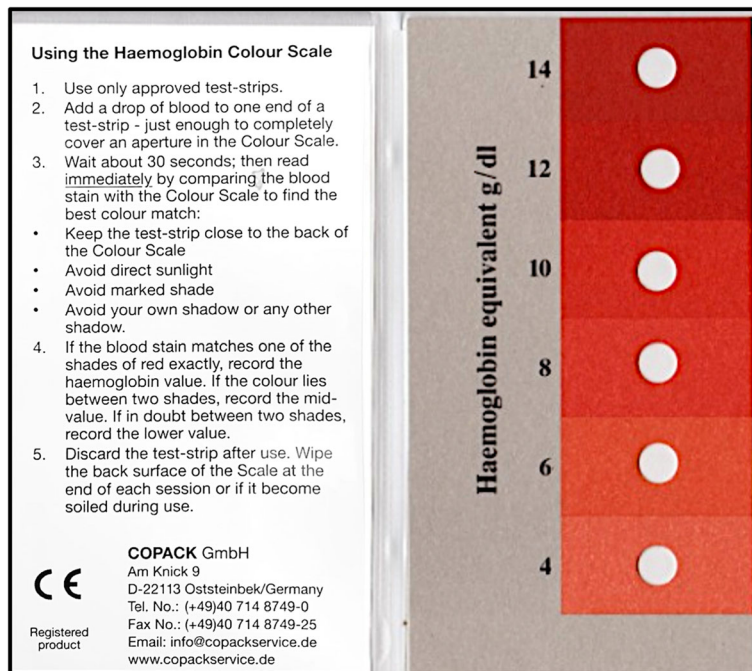 Using the Haemoglobin Colour Scale
1. Use only approved test-strips.
2. Add a drop of blood to one end of a
test-strip - just enough to completely
cover an aperture in the Colour Scale.
3. Wait about 30 seconds; then read
immediately by comparing the blood
stain with the Colour Scale to find the
best colour match:
• Keep the test-strip close to the back of
the Colour Scale
• Avoid direct sunlight
• Avoid marked shade
• Avoid your own shadow or any other
shadow.
4. If the blood stain matches one of the
shades of red exactly, record the
haemoglobin value. If the colour lies
between two shades, record the mid-
value. If in doubt between two shades,
record the lower value.
5. Discard the test-strip after use. Wipe
the back surface of the Scale at the
end of each session or if it become
soiled during use.
CE
Registered
product
COPACK GmbH
Am Knick 9
D-22113 Oststeinbek/Germany
Tel. No.: (+49)40 714 8749-0
Fax No.: (+49)40 714 8749-25
Email: info@copackservice.de
www.copackservice.de
Haemoglobin equivalent g/dl
14
12
10
8
6
4